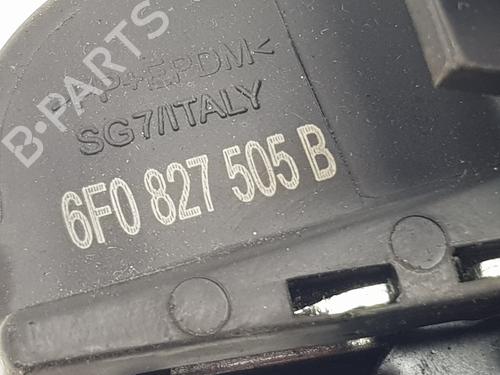 B-PARTS
>PP+EPDM<
SG7/ITALY
6F0 827 505 B